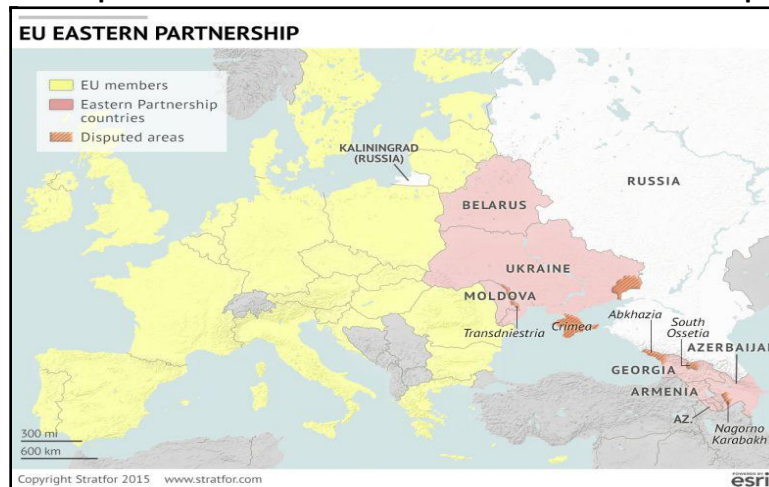 EU EASTERN PARTNERSHIP
EU members
Eastern Partnership
countries
Disputed areas
KALININGRAD
(RUSSIA)
RUSSIA
BELARUS
UKRAINE
MOLDOVA
Transdniestria
Crimea
Abkhazia
South
Ossetia
AZERBAIJAN
GEORGIA
ARMENIA
AZ.
Nagorno
Karabakh
300 mi
600 km
Copyright Stratfor 2015 www.stratfor.com
POWERED BY
esri